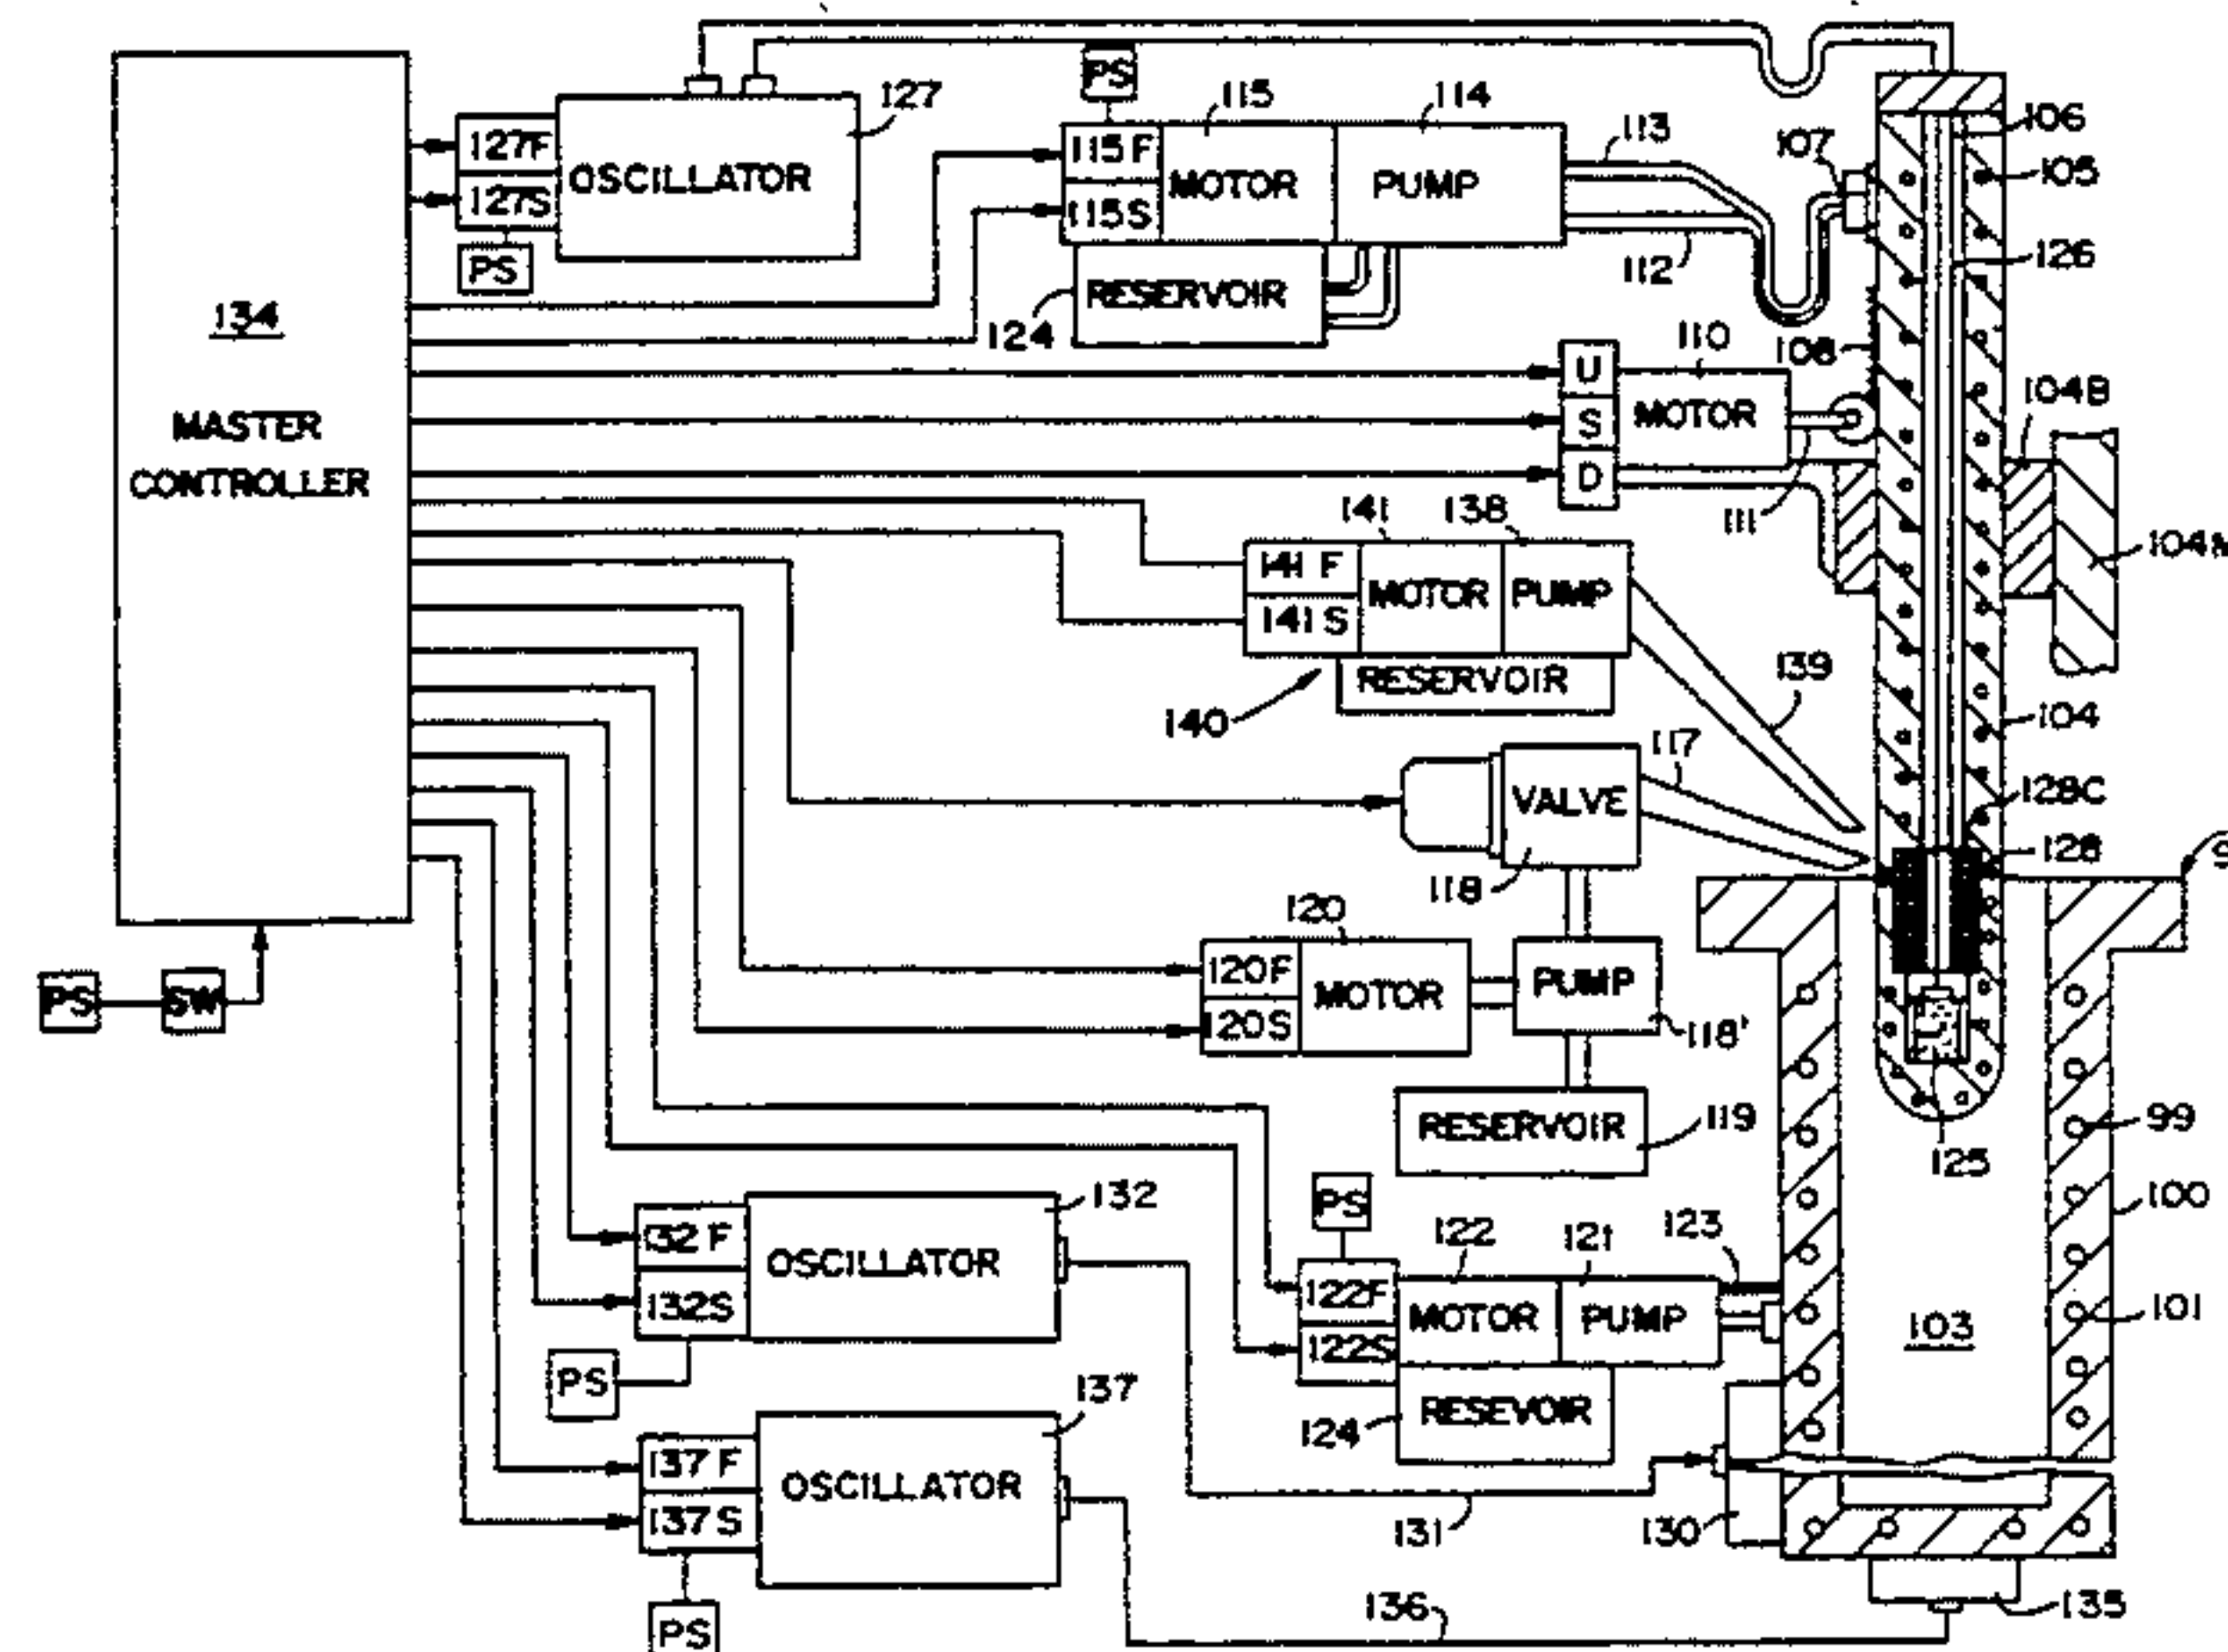 134
MASTER
CONTROLLER
PS
SW
127F
127S
OSCILLATOR
127
PS
PS
115
114
115F
115S
MOTOR
PUMP
113
112
RESERVOIR
124
107
106
105
126
108
110
U
S
D
MOTOR
111
104B
104
141
138
141 F
141 S
MOTOR
PUMP
RESERVOIR
140
139
117
VALVE
118
128C
128
120
120F
120S
MOTOR
PUMP
118'
RESERVOIR
119
125
99
100
101
103
132
132 F
132S
OSCILLATOR
PS
PS
122
121
123
122F
122S
MOTOR
PUMP
RESEVOIR
124
137
137 F
137 S
OSCILLATOR
PS
131
130
136
135